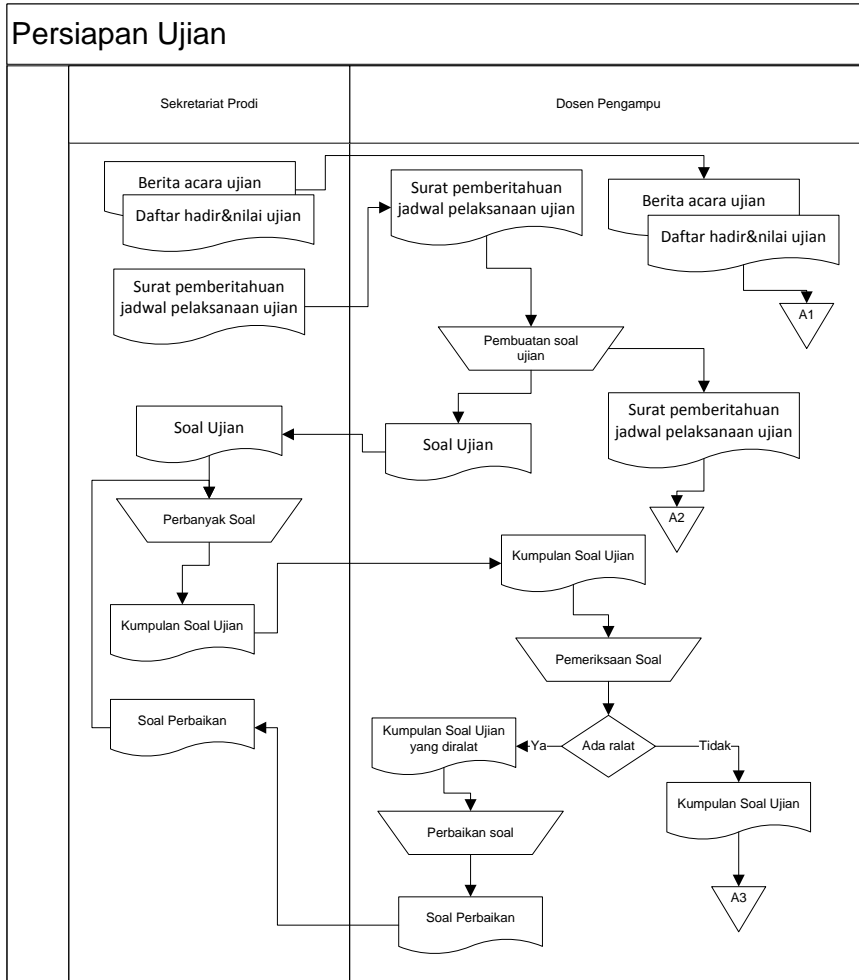 Persiapan Ujian
Sekretariat Prodi
Dosen Pengampu
Berita acara ujian
Daftar hadir&nilai ujian
Surat pemberitahuan
jadwal pelaksanaan ujian
Berita acara ujian
Daftar hadir&nilai ujian
Surat pemberitahuan
jadwal pelaksanaan ujian
A1
Pembuatan soal
ujian
Soal Ujian
Soal Ujian
Surat pemberitahuan
jadwal pelaksanaan ujian
A2
Perbanyak Soal
Kumpulan Soal Ujian
Kumpulan Soal Ujian
Pemeriksaan Soal
Soal Perbaikan
Kumpulan Soal Ujian
yang diralat
Ya
Ada ralat
Tidak
Kumpulan Soal Ujian
Perbaikan soal
A3
Soal Perbaikan